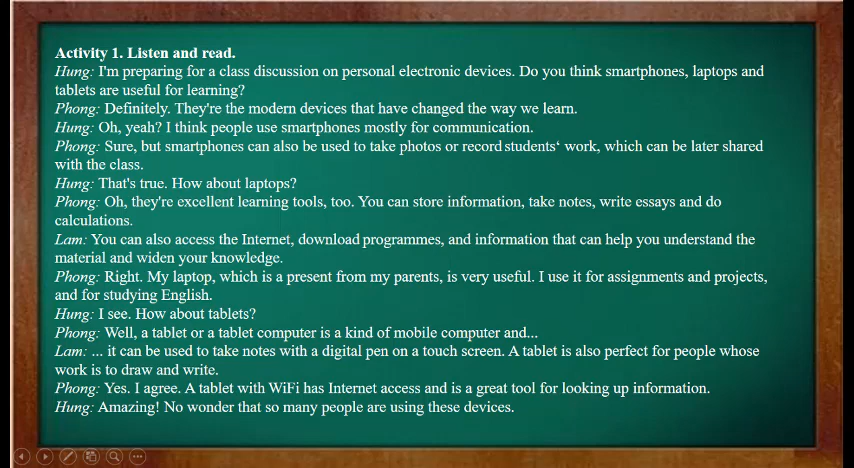 Activity 1. Listen and read.
Hung: I'm preparing for a class discussion on personal electronic devices. Do you think smartphones, laptops and
tablets are useful for learning?
Phong: Definitely. They're the modern devices that have changed the way we learn.
Hung: Oh, yeah? I think people use smartphones mostly for communication.
Phong: Sure, but smartphones can also be used to take photos or record students‘ work, which can be later shared
with the class.
Hung: That's true. How about laptops?
Phong: Oh, they're excellent learning tools, too. You can store information, take notes, write essays and do
calculations.
Lam: You can also access the Internet, download programmes, and information that can help you understand the
material and widen your knowledge.
Phong: Right. My laptop, which is a present from my parents, is very useful. I use it for assignments and projects,
and for studying English.
Hung: I see. How about tablets?
Phong: Well, a tablet or a tablet computer is a kind of mobile computer and...
Lam: ... it can be used to take notes with a digital pen on a touch screen. A tablet is also perfect for people whose
work is to draw and write.
Phong: Yes. I agree. A tablet with WiFi has Internet access and is a great tool for looking up information.
Hung: Amazing! No wonder that so many people are using these devices.